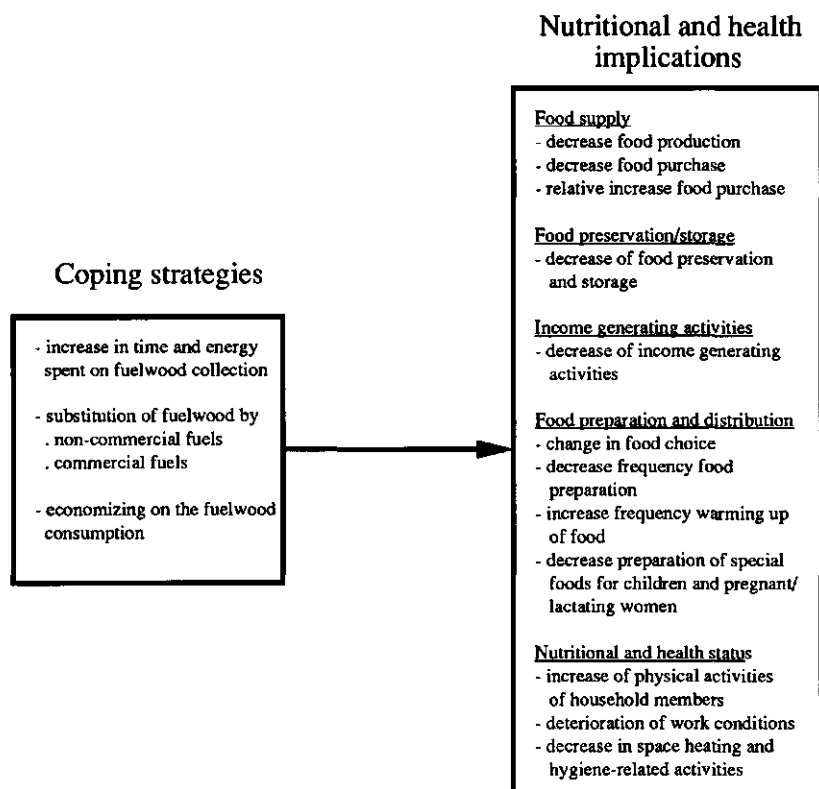 Nutritional and health
implications
Food supply
- decrease food production
- decrease food purchase
- relative increase food purchase
Food preservation/storage
- decrease of food preservation
and storage
Income generating activities
- decrease of income generating
activities
Food preparation and distribution
- change in food choice
- decrease frequency food
preparation
- increase frequency warming up
of food
- decrease preparation of special
foods for children and pregnant/
lactating women
Nutritional and health status
- increase of physical activities
of household members
- deterioration of work conditions
- decrease in space heating and
hygiene-related activities
Coping strategies
- increase in time and energy
spent on fuelwood collection
- substitution of fuelwood by
. non-commercial fuels
. commercial fuels
- economizing on the fuelwood
consumption